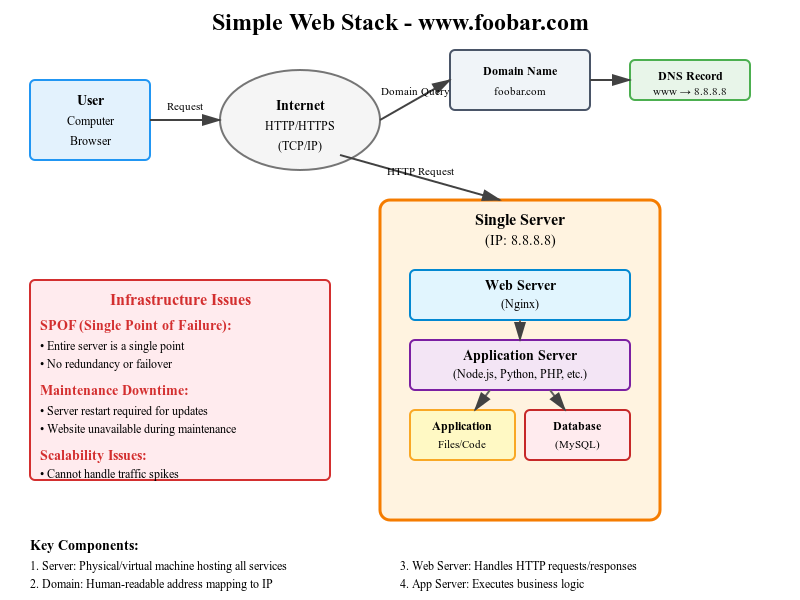 Simple Web Stack - www.foobar.com
User
Computer
Browser
Request
Internet
HTTP/HTTPS
(TCP/IP)
Domain Query
Domain Name
foobar.com
DNS Record
www → 8.8.8.8
HTTP Request
Single Server
(IP: 8.8.8.8)
Web Server
(Nginx)
Application Server
(Node.js, Python, PHP, etc.)
Application
Files/Code
Database
(MySQL)
Infrastructure Issues
SPOF (Single Point of Failure):
• Entire server is a single point
• No redundancy or failover
Maintenance Downtime:
• Server restart required for updates
• Website unavailable during maintenance
Scalability Issues:
• Cannot handle traffic spikes
Key Components:
1. Server: Physical/virtual machine hosting all services
2. Domain: Human-readable address mapping to IP
3. Web Server: Handles HTTP requests/responses
4. App Server: Executes business logic